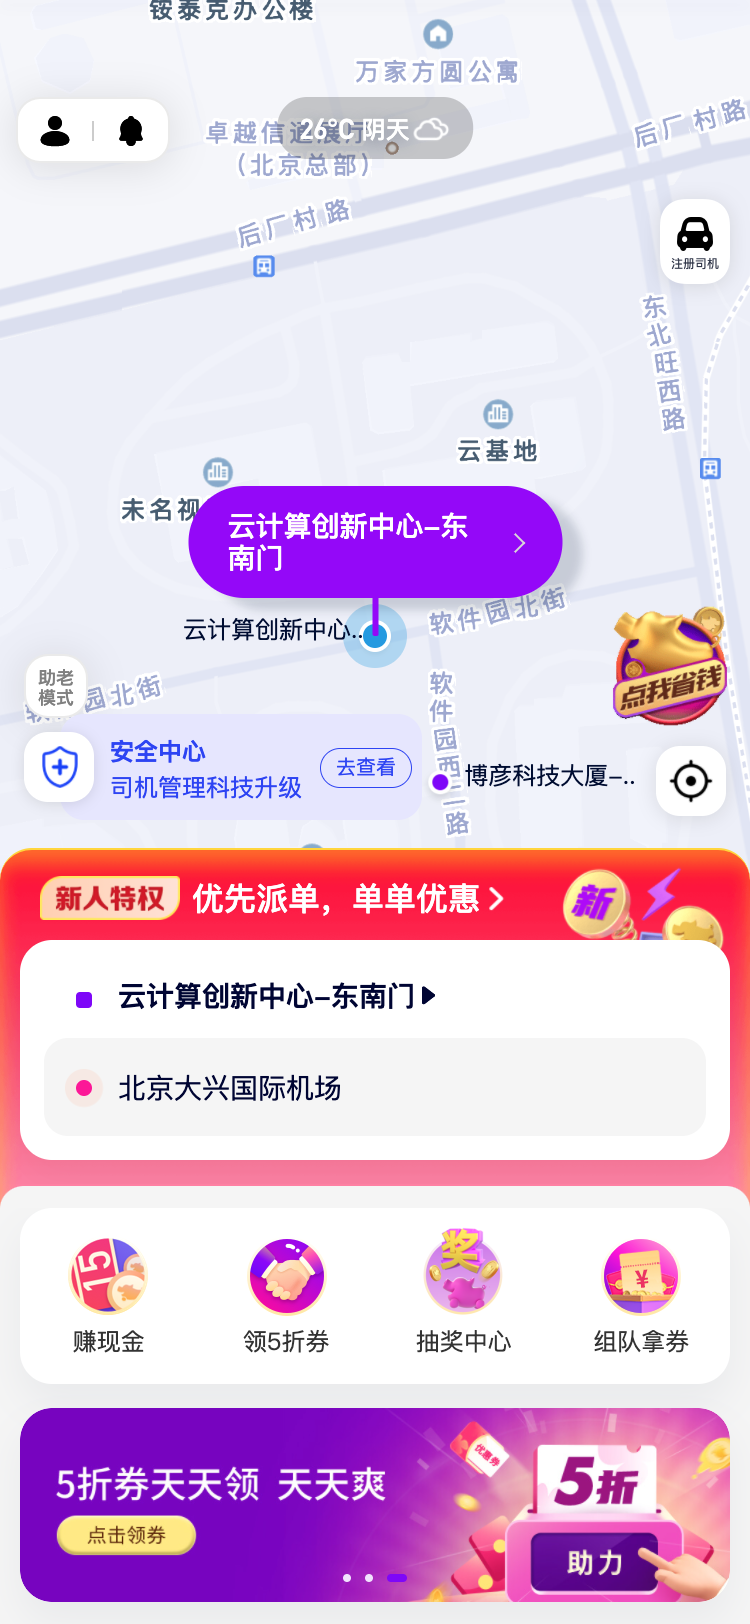 铵泰克办公楼
万家方圆公寓
后厂村路
26°C 阴天
(北京总部)
后厂村路
注册司机
东北旺西路
云基地
未名视
云计算创新中心-东
南门
云计算创新中心..
软件园北街
点我省钱
助老
模式
园北街
软件园西二路
安全中心
司机管理科技升级
去查看
博彦科技大厦-..
新人特权
优先派单，单单优惠
新
云计算创新中心-东南门
北京大兴国际机场
51
奖
¥
赚现金
领5折券
抽奖中心
组队拿券
5折券天天领 天天爽
点击领券
优惠券
5折
助力